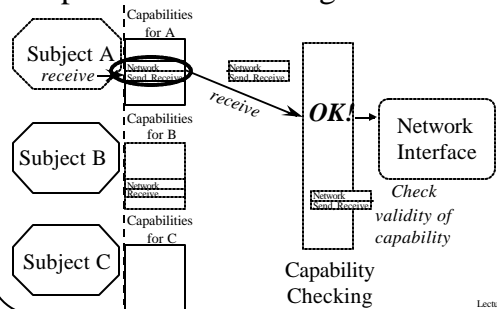 Capabilities
for A
Subject A
receive
Network
Send, Receive
Network
Send, Receive
receive
OK!
Network
Interface
Capabilities
for B
Subject B
Network
Receive
Network
Send, Receive
Check
validity of
capability
Capabilities
for C
Subject C
Capability
Checking